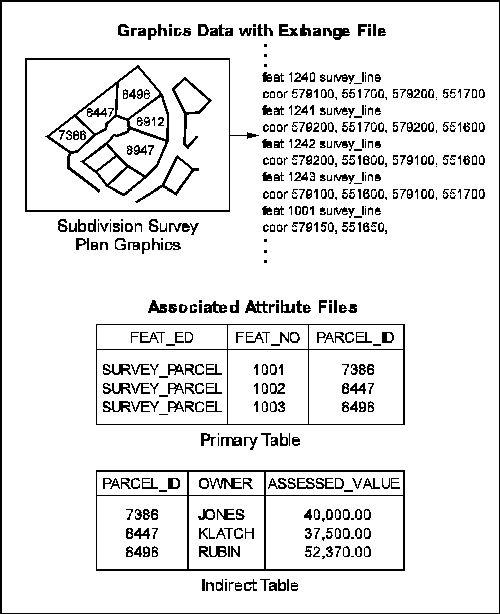 Graphics Data with Exhange File
feat 1240 survey_line
coor 579100, 551700, 579200, 551700
feat 1241 survey_line
coor 579200, 551700, 579200, 551600
feat 1242 survey_line
coor 579200, 551600, 579100, 551600
feat 1243 survey_line
coor 579100, 551600, 579100, 551700
feat 1001 survey_line
coor 579150, 551650,
6496
6447
6912
7386
6947
Subdivision Survey
Plan Graphics
Associated Attribute Files
FEAT_ED FEAT_NO PARCEL_ID
SURVEY_PARCEL 1001 7386
SURVEY_PARCEL 1002 6447
SURVEY_PARCEL 1003 6496
Primary Table
PARCEL_ID OWNER ASSESSED_VALUE
7386 JONES 40,000.00
6447 KLATCH 37,500.00
6496 RUBIN 52,370.00
Indirect Table